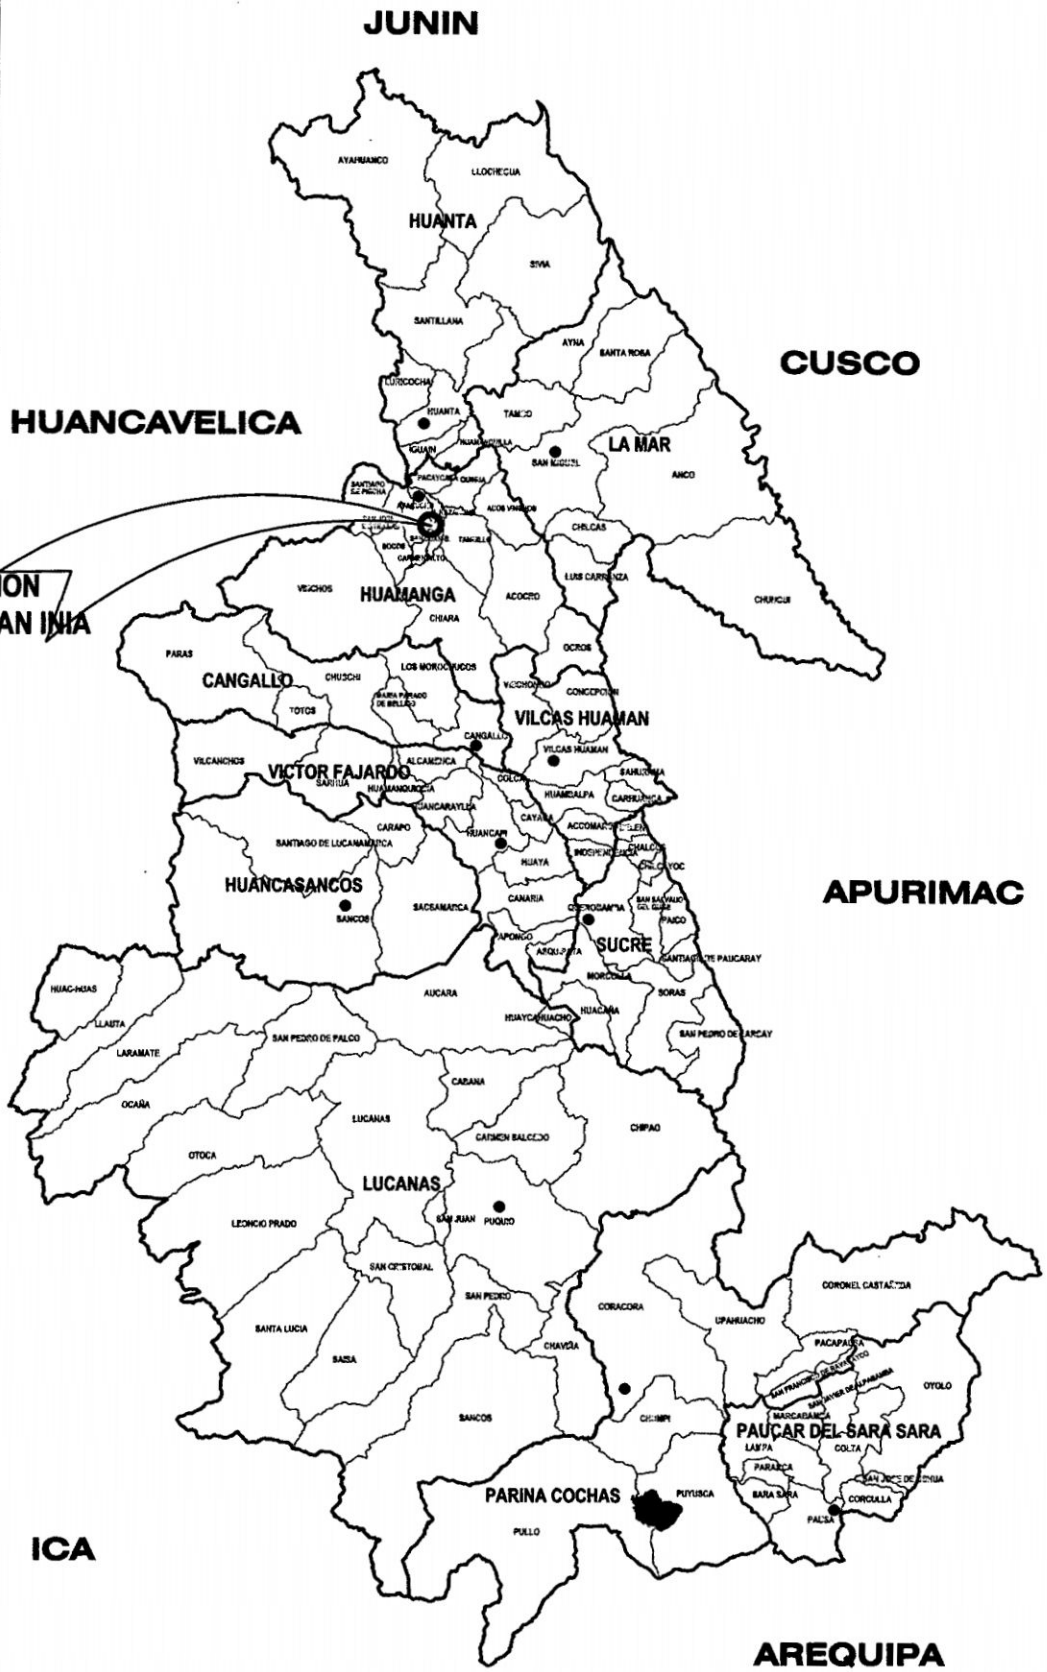 JUNIN
AYAHUANCO
LLOCHEGUA
HUANTA
SIVIA
SANTILLANA
AYNA
SANTA ROSA
CUSCO
LURICOCHA
HUANCAVELICA
HUANTA
TAMBO
LA MAR
IGUAIN
SAN MIGUEL
ANCO
SANTIAGO
DE PISCHA
PACAYCASA
QUINUA
ACOS VINCHOS
CHILCAS
SOCOS
TAMBILLO
LUIS CARRANZA
ION
AN INIA
VINCHOS
HUAMANGA
ACOCRO
CHUNGUI
CHIARA
OCROS
PARAS
LOS MOROCHUCOS
CANGALLO
CHUSCHI
CONCEPCION
MARIA PARADO
DE BELLIDO
TOTOS
VILCAS HUAMAN
CANGALLO
VILCAS HUAMAN
VILCANCHOS
ALCAMENCA
VICTOR FAJARDO
SARHUA
COLCA
HUAMANQUIQUIA
HUAMBALPA
CARHUANCA
HUANCARAYLLA
CAYARA
CARAPO
HUANCAPI
SANTIAGO DE LUCANAMARCA
INDEPENDENCIA
HUAYA
HUANCASANCOS
CANARIA
APURIMAC
SACSAMARCA
SANCOS
QUEROBAMBA
PAICO
APONGO
SUCRE
SANTIAGO DE PAUCARAY
MORCOLLA
HUAC-HUAS
AUCARA
SORAS
HUACAÑA
HUAYCAHUACHO
LLAUTA
SAN PEDRO DE PALCO
SAN PEDRO DE LARCAY
LARAMATE
CABANA
OCAÑA
LUCANAS
CHIPAO
CARMEN SALCEDO
OTOCA
LUCANAS
LEONCIO PRADO
SAN JUAN
PUQUIO
SAN CRISTOBAL
CORONEL CASTAÑEDA
SAN PEDRO
CORACORA
UPAHUACHO
SANTA LUCIA
CHAVIÑA
PACAPAUSA
SAISA
OYOLO
SANCOS
CHUMPI
MARCABAMBA
PAUCAR DEL SARA SARA
LAMPA
COLTA
PARARCA
PARINA COCHAS
PUYUSCA
SARA SARA
CORCULLA
PAUSA
PULLO
ICA
AREQUIPA